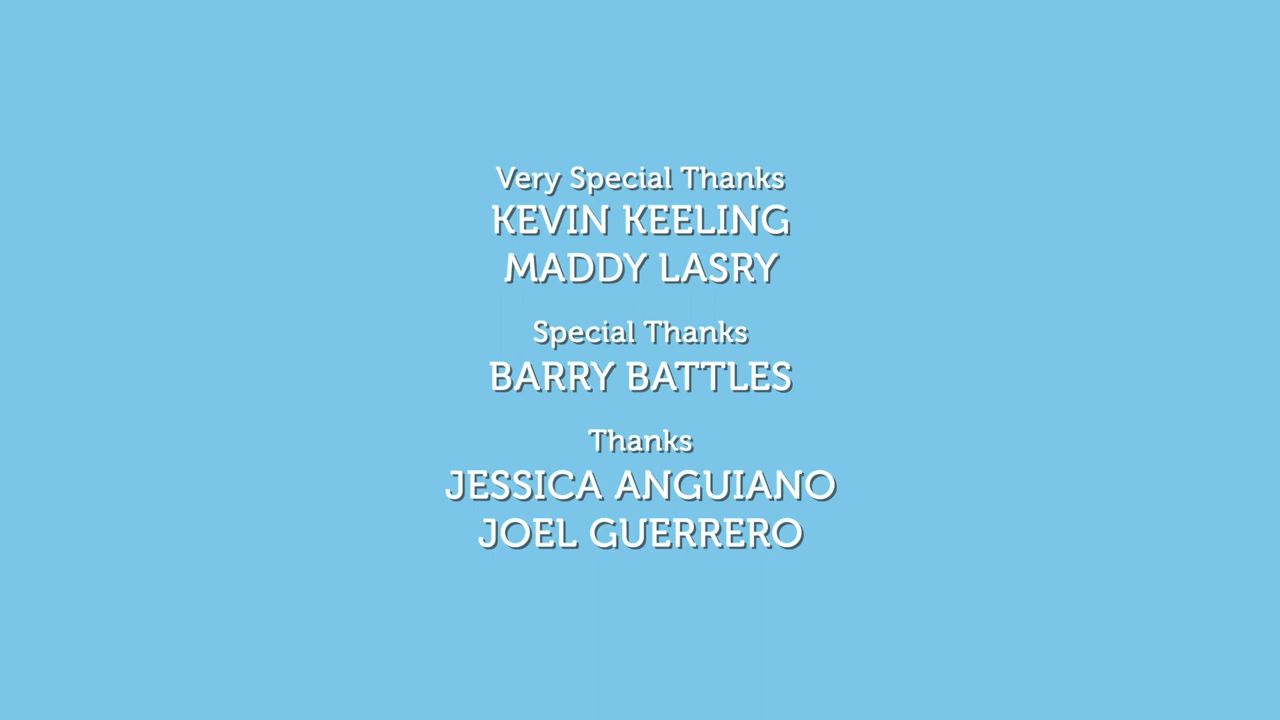 Very Special Thanks
KEVIN KEELING
MADDY LASRY
Special Thanks
BARRY BATTLES
Thanks
JESSICA ANGUIANO
JOEL GUERRERO